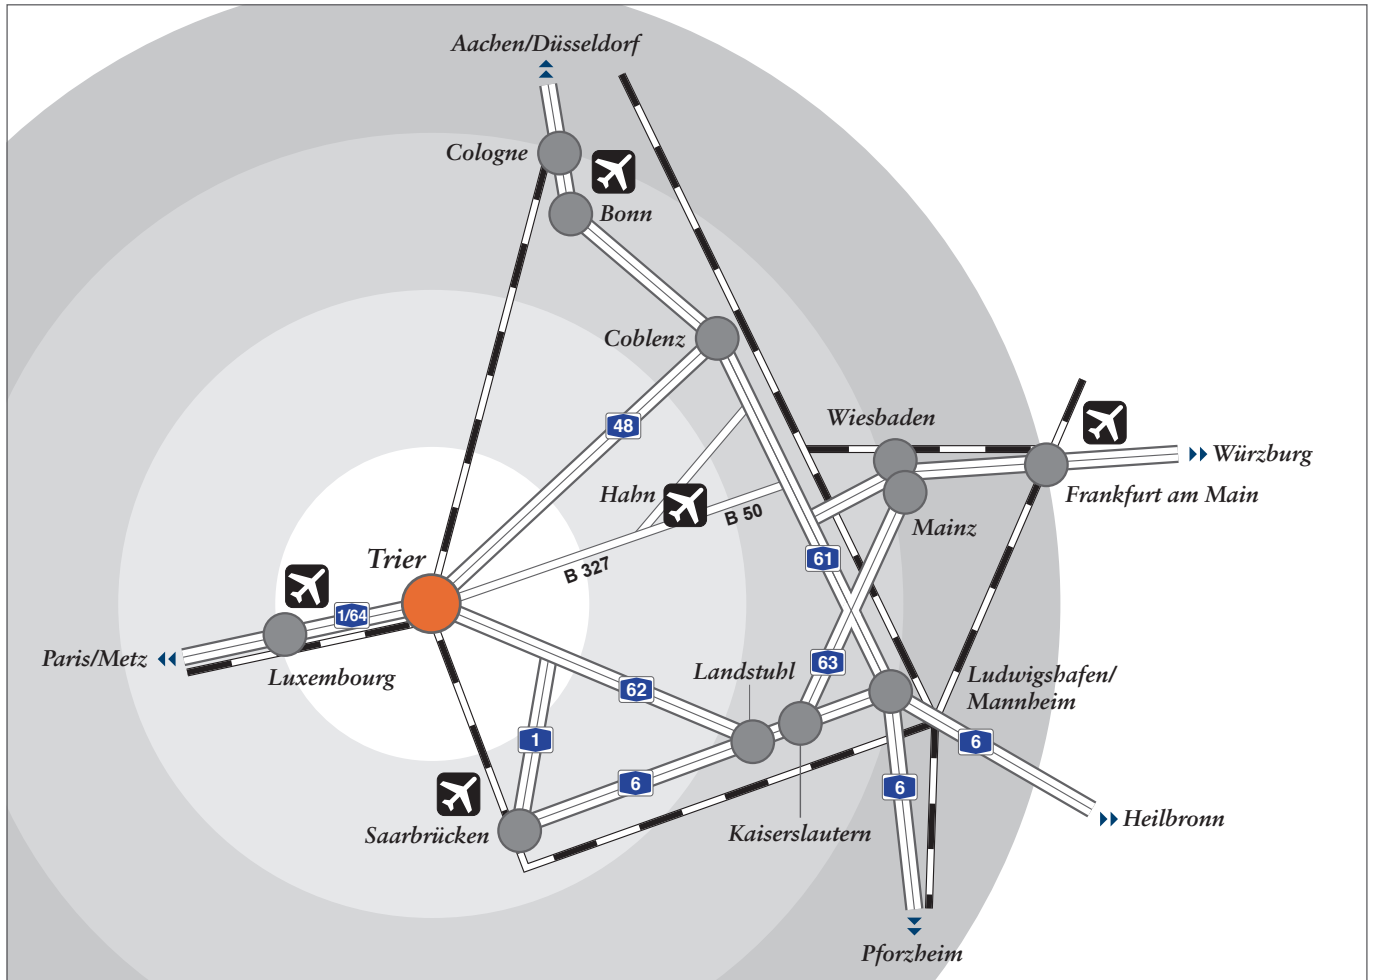 Aachen/Düsseldorf
Cologne
Bonn
Coblenz
48
Wiesbaden
Würzburg
Hahn
Frankfurt am Main
B 50
Mainz
Trier
B 327
61
1/64
Paris/Metz
Luxembourg
Landstuhl
63
Ludwigshafen/
Mannheim
62
1
6
6
6
Saarbrücken
Kaiserslautern
Heilbronn
Pforzheim